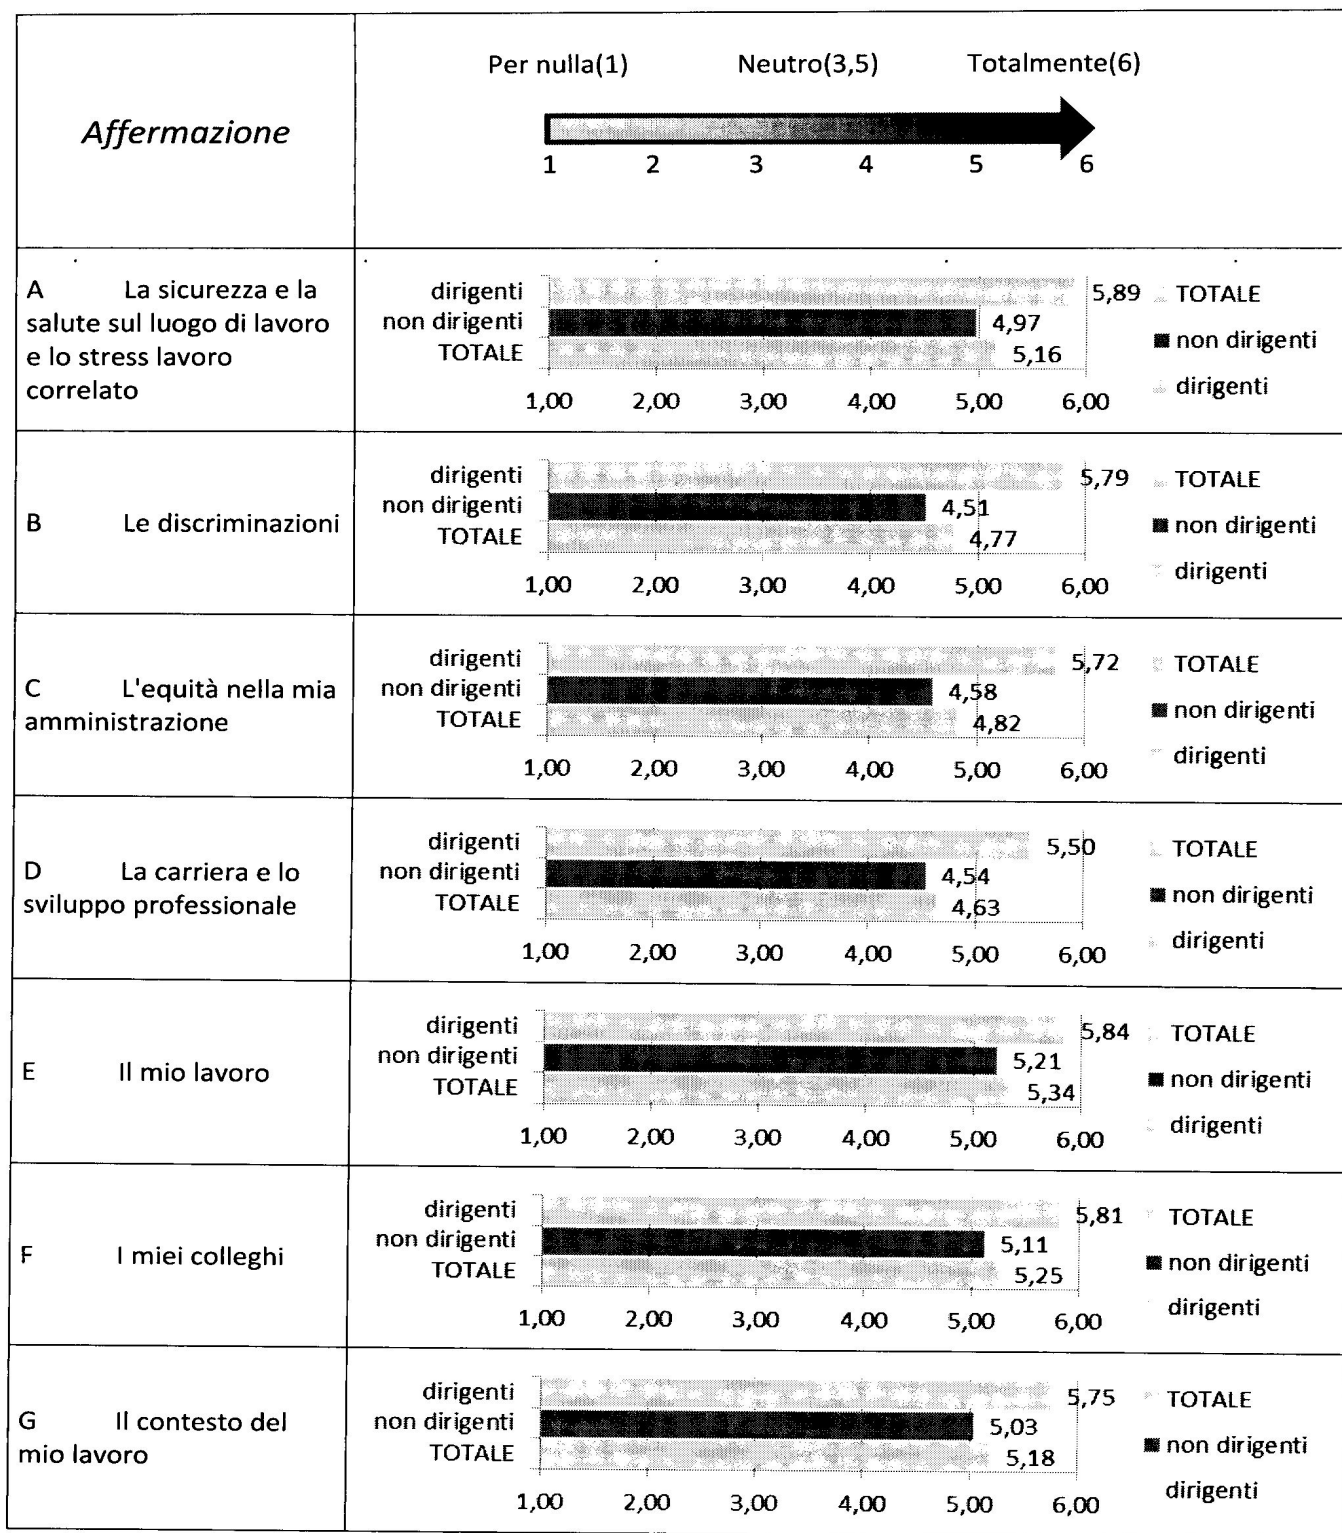 Affermazione
Per nulla(1) Neutro(3,5) Totalmente(6)
1 2 3 4 5 6
A La sicurezza e la
salute sul luogo di lavoro
e lo stress lavoro
correlato
dirigenti 5,89
non dirigenti 4,97
TOTALE 5,16
1,00 2,00 3,00 4,00 5,00 6,00
TOTALE
non dirigenti
dirigenti
B Le discriminazioni
dirigenti 5,79
non dirigenti 4,51
TOTALE 4,77
1,00 2,00 3,00 4,00 5,00 6,00
TOTALE
non dirigenti
dirigenti
C L'equità nella mia
amministrazione
dirigenti 5,72
non dirigenti 4,58
TOTALE 4,82
1,00 2,00 3,00 4,00 5,00 6,00
TOTALE
non dirigenti
dirigenti
D La carriera e lo
sviluppo professionale
dirigenti 5,50
non dirigenti 4,54
TOTALE 4,63
1,00 2,00 3,00 4,00 5,00 6,00
TOTALE
non dirigenti
dirigenti
E Il mio lavoro
dirigenti 5,84
non dirigenti 5,21
TOTALE 5,34
1,00 2,00 3,00 4,00 5,00 6,00
TOTALE
non dirigenti
dirigenti
F I miei colleghi
dirigenti 5,81
non dirigenti 5,11
TOTALE 5,25
1,00 2,00 3,00 4,00 5,00 6,00
TOTALE
non dirigenti
dirigenti
G Il contesto del
mio lavoro
dirigenti 5,75
non dirigenti 5,03
TOTALE 5,18
1,00 2,00 3,00 4,00 5,00 6,00
TOTALE
non dirigenti
dirigenti